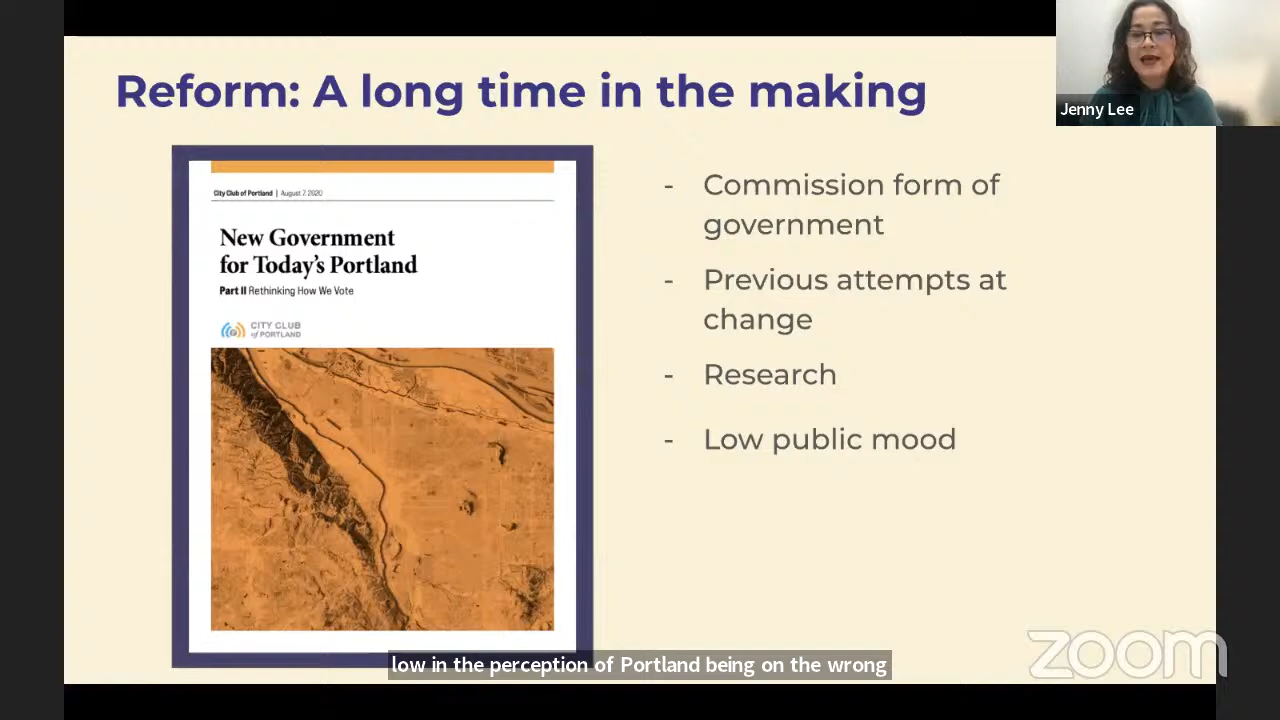 Reform: A long time in the making
Jenny Lee
City Club of Portland | August 7, 2020
New Government
for Today's Portland
Part II Rethinking How We Vote
CITY CLUB
of PORTLAND
- Commission form of
government
- Previous attempts at
change
- Research
- Low public mood
low in the perception of Portland being on the wrong
zoom